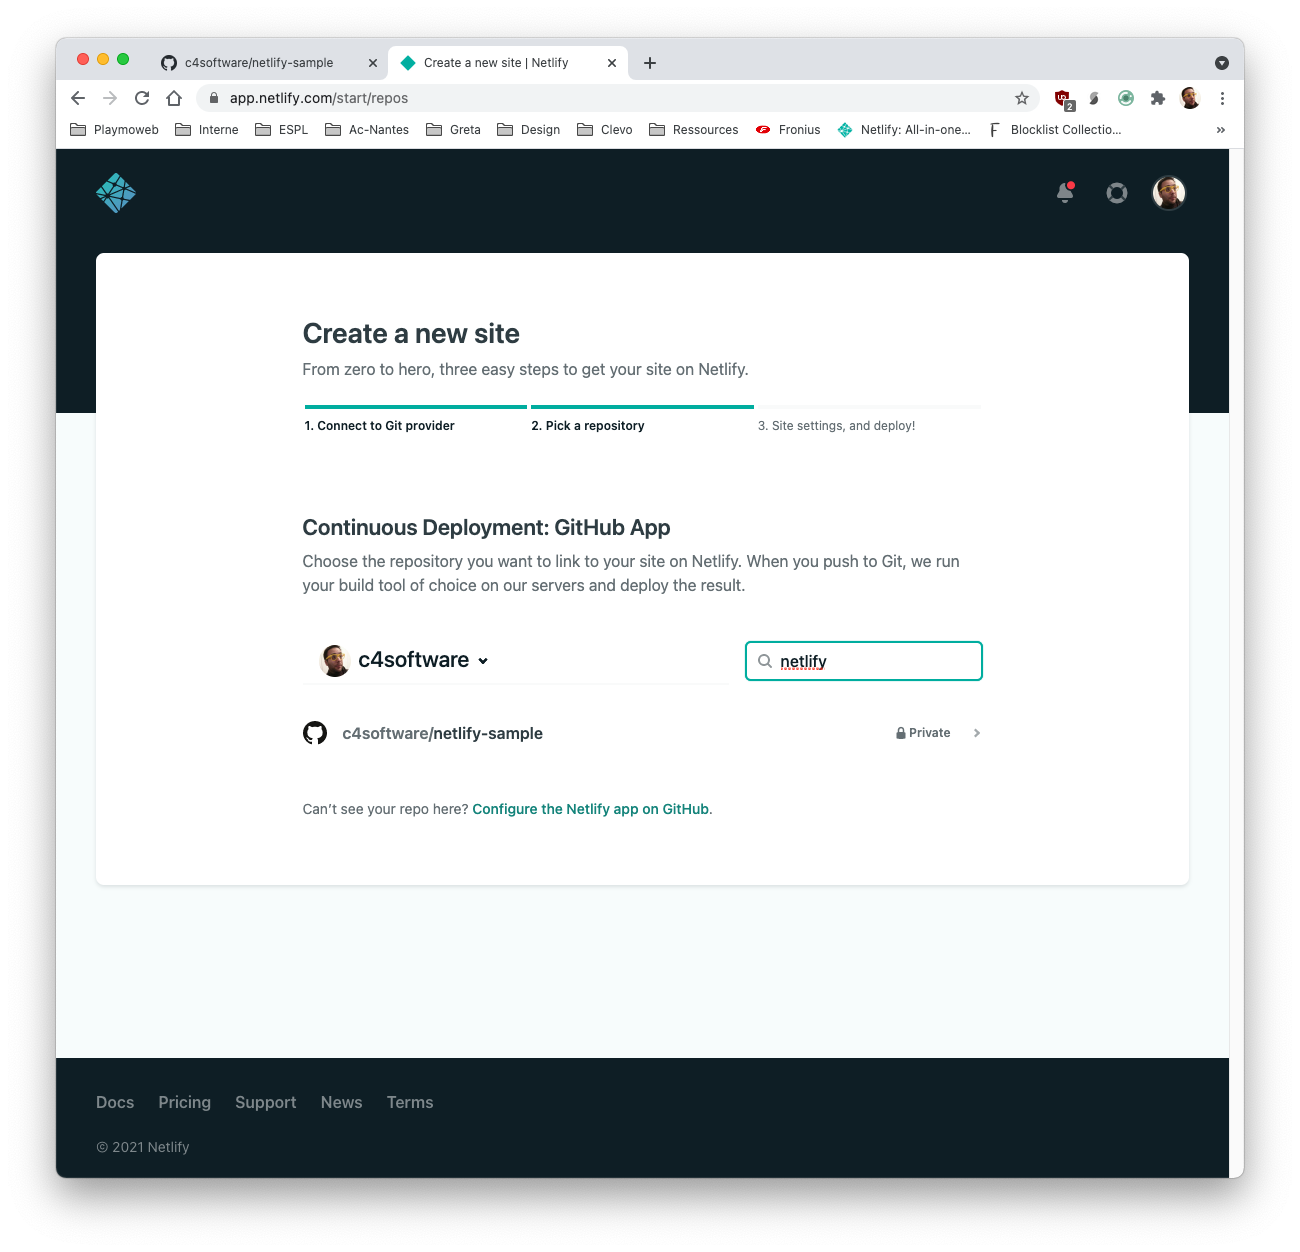 c4software/netlify-sample
Create a new site | Netlify
app.netlify.com/start/repos
2
Playmoweb Interne ESPL Ac-Nantes Greta Design Clevo Ressources Fronius Netlify: All-in-one... Blocklist Collectio... »
Create a new site
From zero to hero, three easy steps to get your site on Netlify.
1. Connect to Git provider
2. Pick a repository
3. Site settings, and deploy!
Continuous Deployment: GitHub App
Choose the repository you want to link to your site on Netlify. When you push to Git, we run
your build tool of choice on our servers and deploy the result.
c4software
netlify
c4software/netlify-sample
Private
Can't see your repo here? Configure the Netlify app on GitHub.
Docs Pricing Support News Terms
© 2021 Netlify